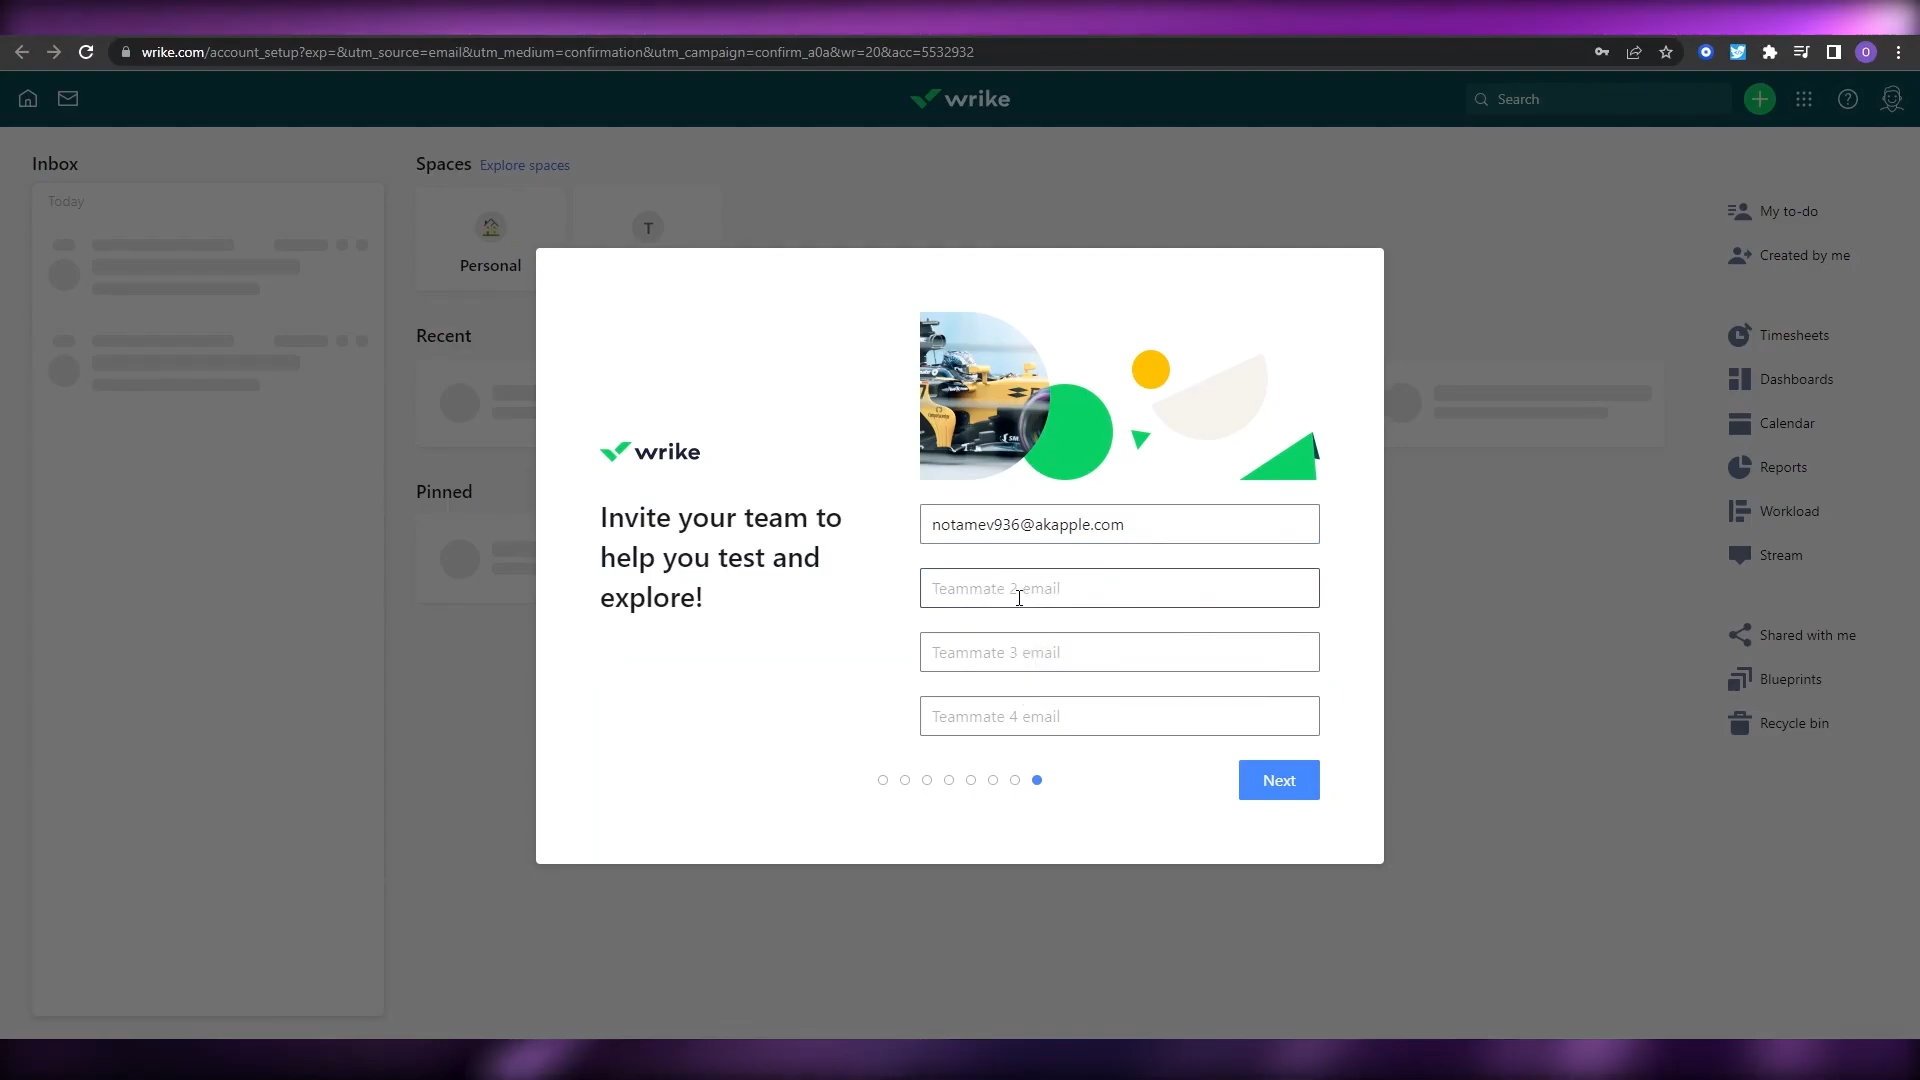 wrike.com/account_setup?exp=&utm_source=email&utm_medium=confirmation&utm_campaign=confirm_a0a&wr=20&acc=5532932
O
wrike
Search
Inbox
Today
Spaces Explore spaces
T
Personal
Recent
Pinned
wrike
Invite your team to
help you test and
explore!
notamev936@akapple.com
Teammate 2 email
Teammate 3 email
Teammate 4 email
Next
My to-do
Created by me
Timesheets
Dashboards
Calendar
Reports
Workload
Stream
Shared with me
Blueprints
Recycle bin